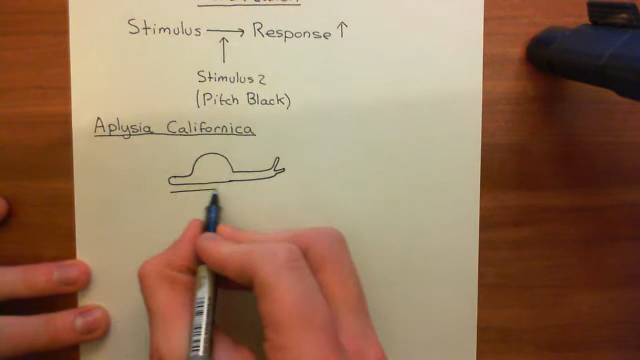 Stimulus → Response ↑
↑
Stimulus 2
(Pitch Black)
Aplysia Californica